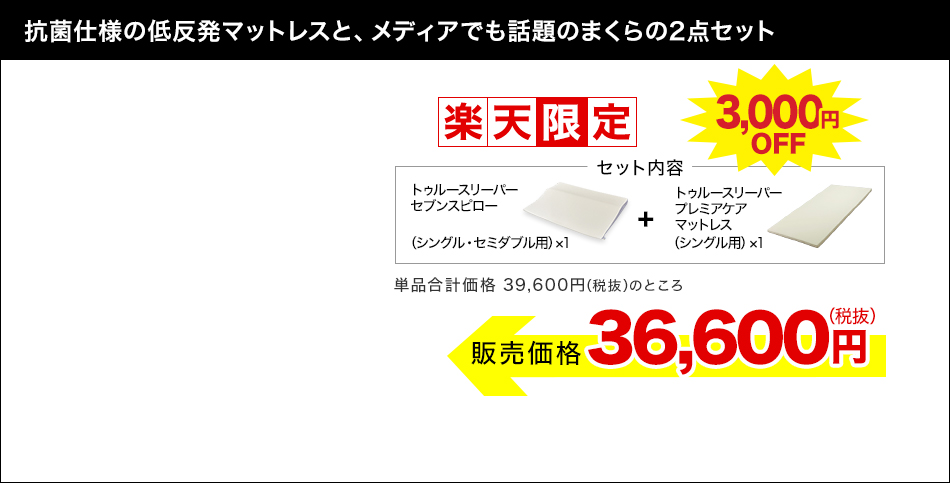 抗菌仕様の低反発マットレスと、メディアでも話題のまくらの2点セット
楽天限定
3,000円
OFF
セット内容
トゥルースリーパー
セブンスピロー
（シングル・セミダブル用）×1
+
トゥルースリーパー
プレミアケア
マットレス
（シングル用）×1
単品合計価格 39,600円(税抜)のところ
販売価格 36,600円(税抜)